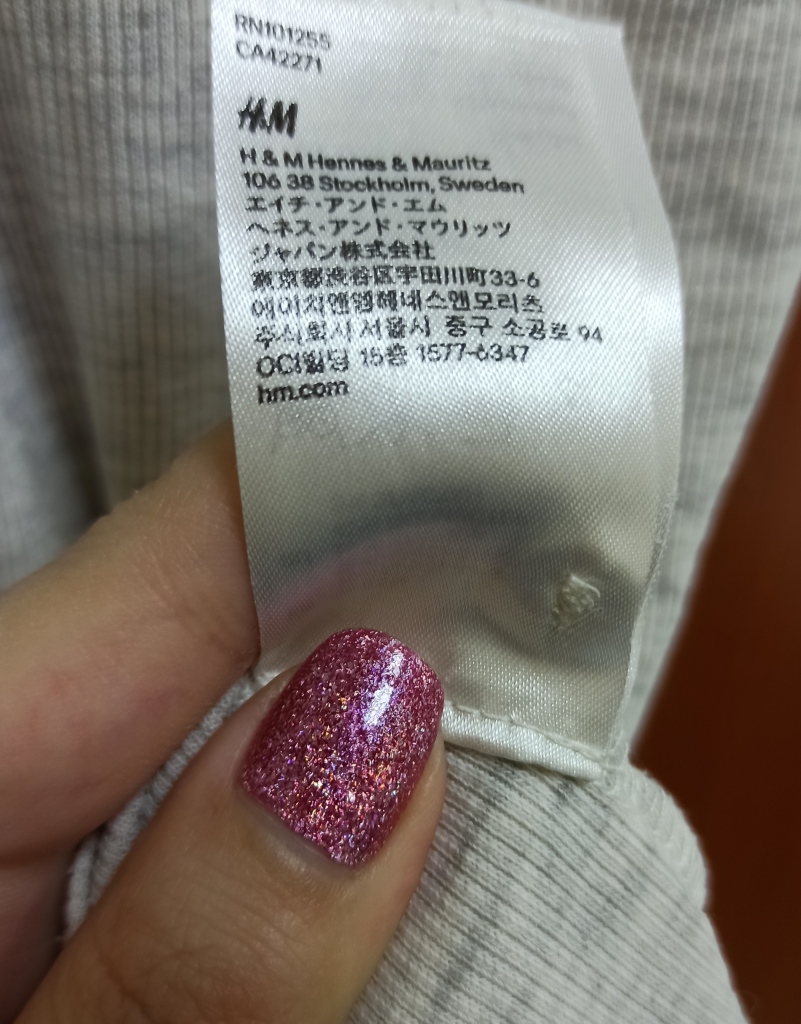 RN101255
CA42271
H&M
H & M Hennes & Mauritz
106 38 Stockholm, Sweden
エイチ・アンド・エム
ヘネス・アンド・マウリッツ
ジャパン株式会社
東京都渋谷区宇田川町33-6
에이치앤엠헤네스앤모리츠
주식회사 서울시 중구 소공로 94
OCI빌딩 15층 1577-6347
hm.com